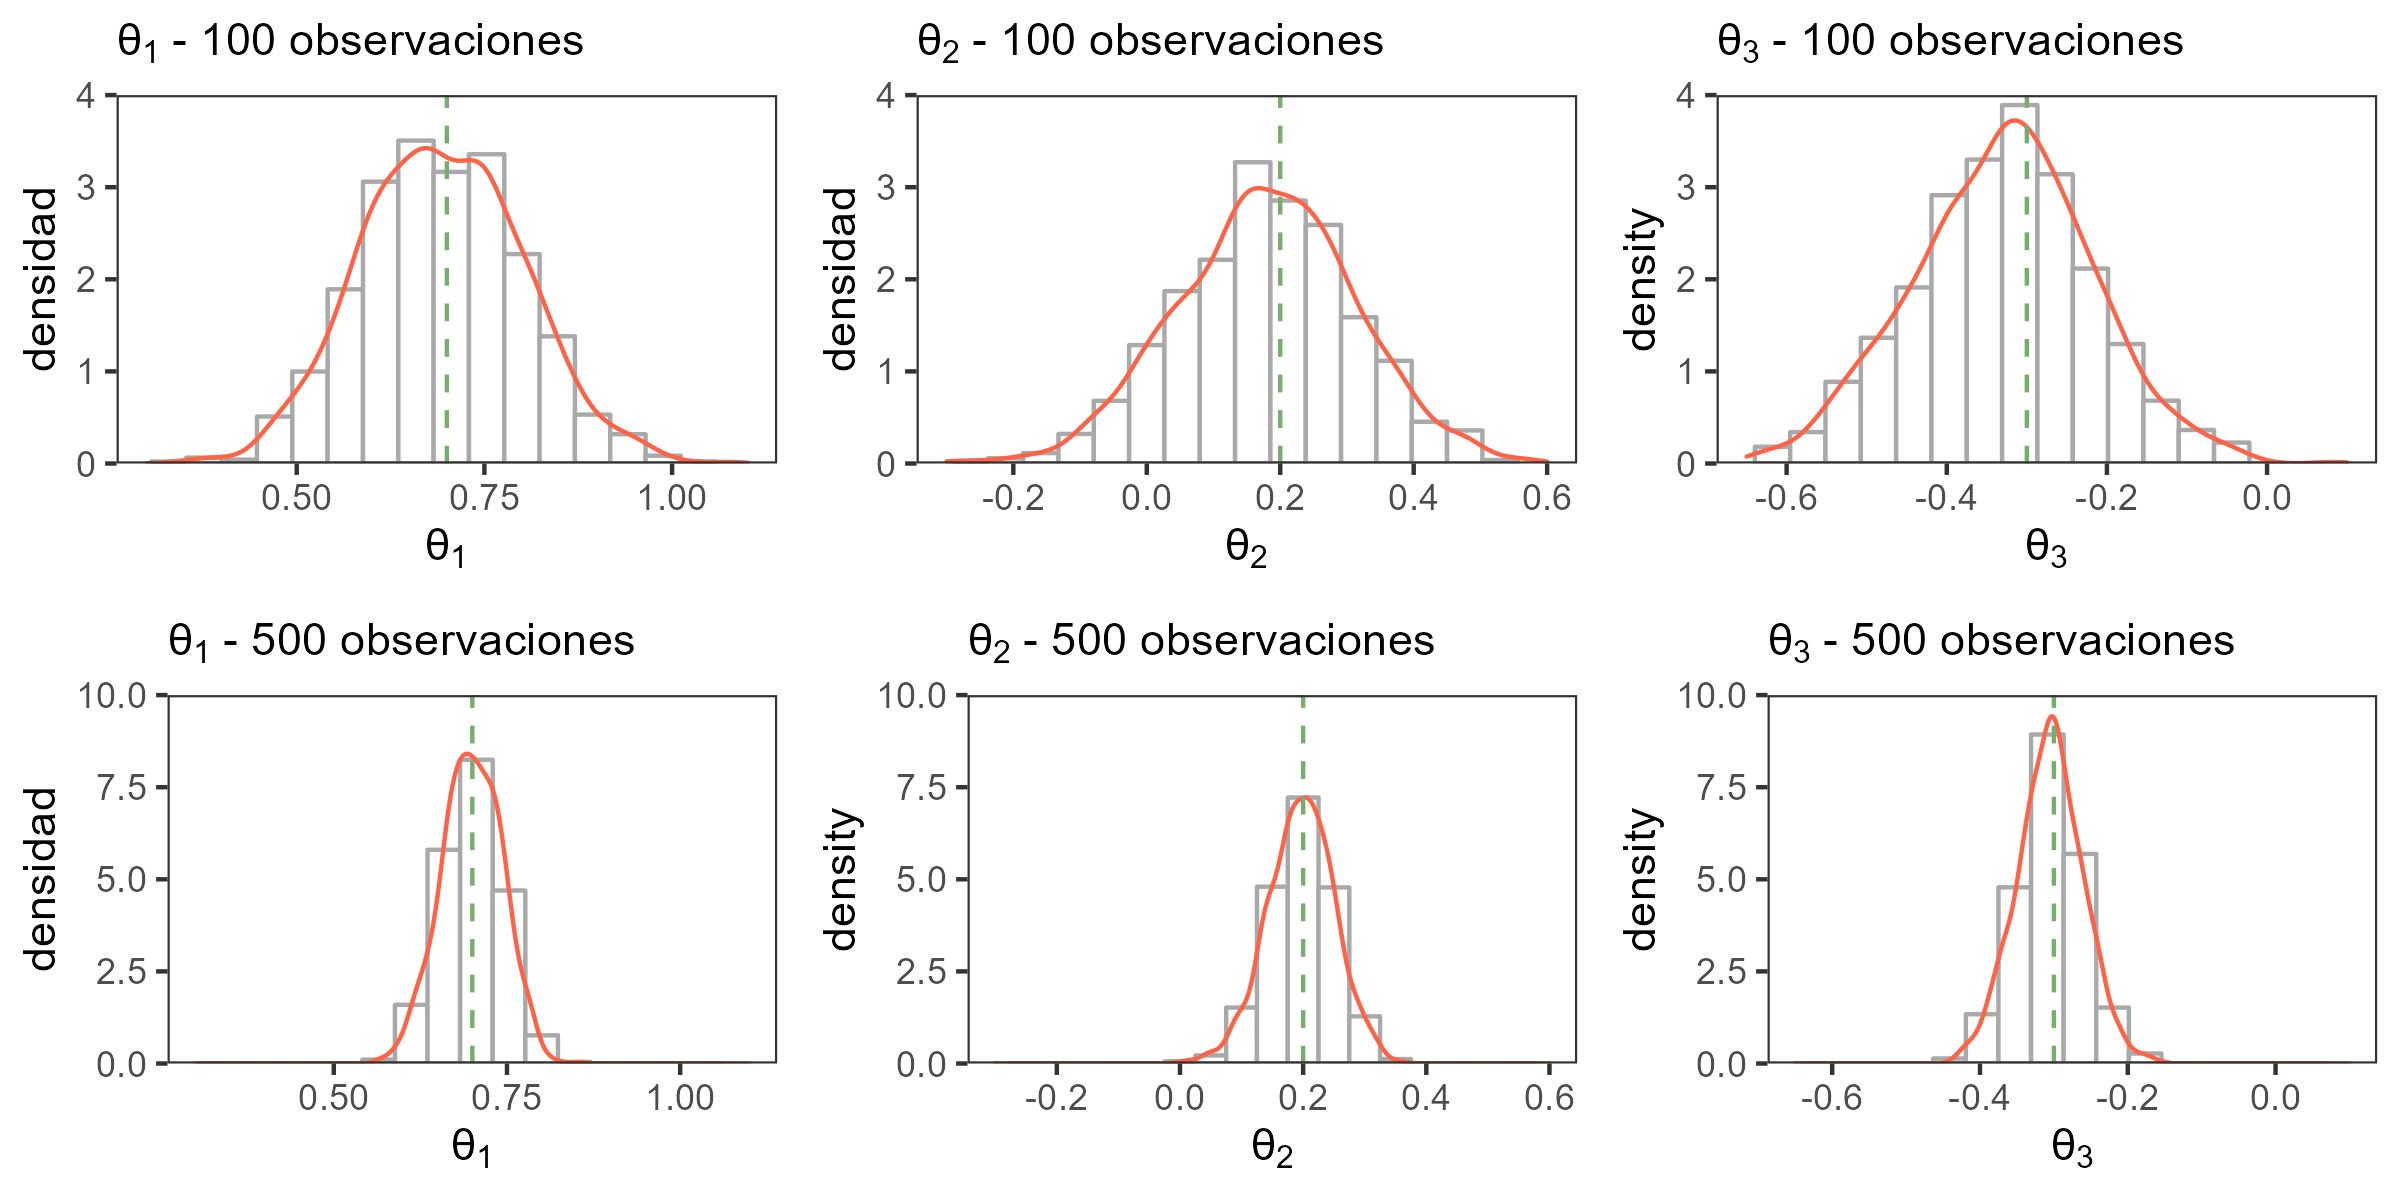 θ1 - 100 observaciones
densidad
4
3
2
1
0
0.50 0.75 1.00
θ1
θ2 - 100 observaciones
densidad
4
3
2
1
0
-0.2 0.0 0.2 0.4 0.6
θ2
θ3 - 100 observaciones
density
4
3
2
1
0
-0.6 -0.4 -0.2 0.0
θ3
θ1 - 500 observaciones
densidad
10.0
7.5
5.0
2.5
0.0
0.50 0.75 1.00
θ1
θ2 - 500 observaciones
density
10.0
7.5
5.0
2.5
0.0
-0.2 0.0 0.2 0.4 0.6
θ2
θ3 - 500 observaciones
density
10.0
7.5
5.0
2.5
0.0
-0.6 -0.4 -0.2 0.0
θ3